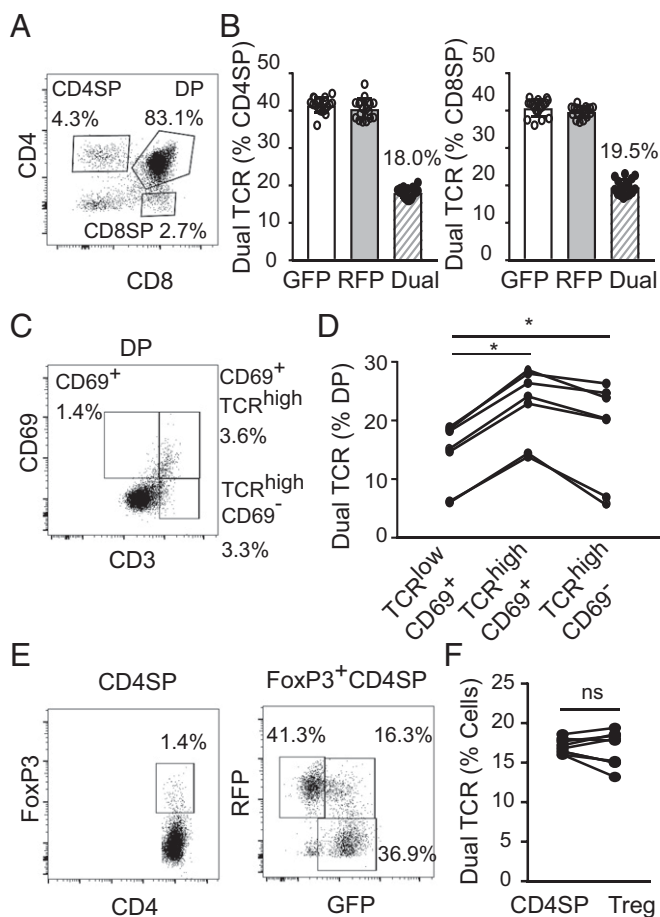 A
CD4SP
DP
4.3%
83.1%
CD4
CD8SP 2.7%
CD8
B
Dual TCR (% CD4SP)
50
40
30
20
10
0
18.0%
GFP RFP Dual
Dual TCR (% CD8SP)
50
40
30
20
10
0
19.5%
GFP RFP Dual
C
DP
CD69+
1.4%
CD69+
TCRhigh
3.6%
TCRhigh
CD69-
3.3%
CD69
CD3
D
Dual TCR (% DP)
30
20
10
0
*
*
TCRlow
CD69+
TCRhigh
CD69+
TCRhigh
CD69-
E
CD4SP
1.4%
FoxP3
CD4
FoxP3+CD4SP
41.3%
16.3%
36.9%
RFP
GFP
F
Dual TCR (% Cells)
25
20
15
10
5
0
ns
CD4SP Treg